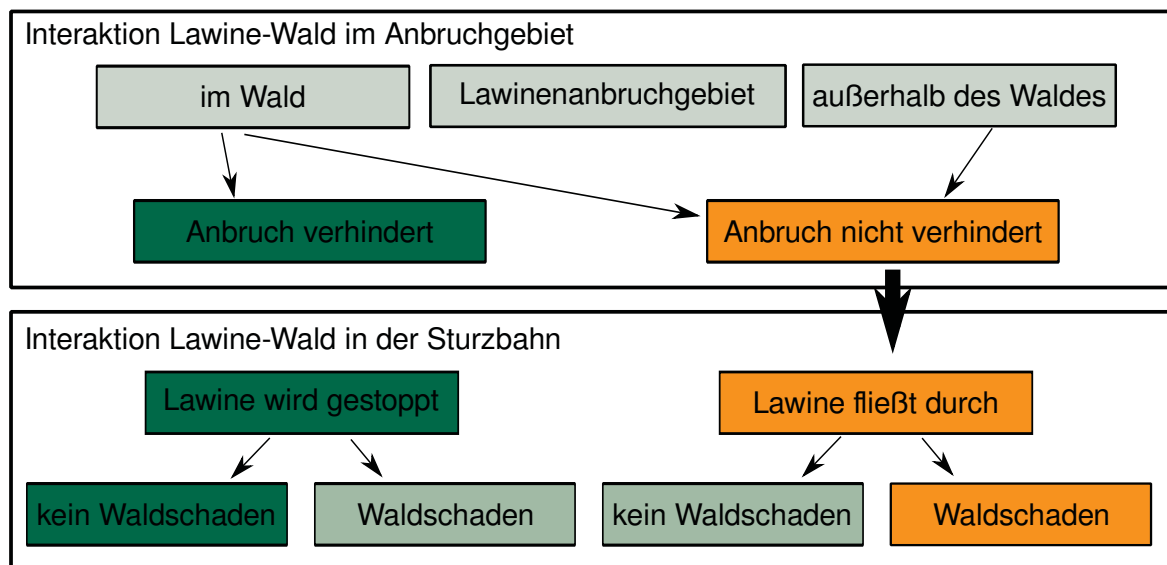 Interaktion Lawine-Wald im Anbruchgebiet
im Wald
Lawinenanbruchgebiet
außerhalb des Waldes
Anbruch verhindert
Anbruch nicht verhindert
Interaktion Lawine-Wald in der Sturzbahn
Lawine wird gestoppt
Lawine fließt durch
kein Waldschaden
Waldschaden
kein Waldschaden
Waldschaden